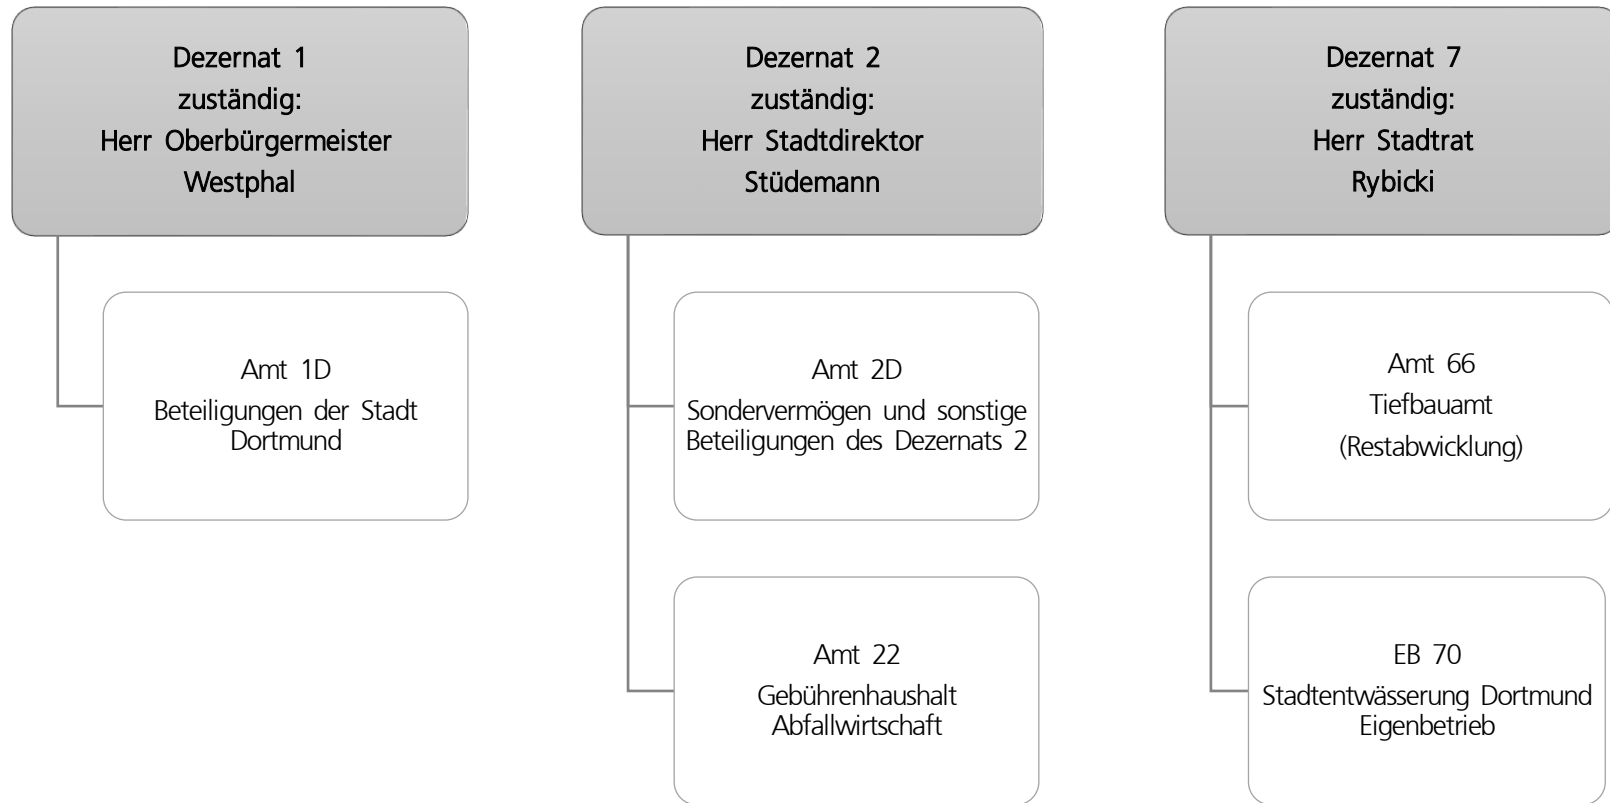 Dezernat 1
zuständig:
Herr Oberbürgermeister
Westphal
Amt 1D
Beteiligungen der Stadt
Dortmund
Dezernat 2
zuständig:
Herr Stadtdirektor
Stüdemann
Amt 2D
Sondervermögen und sonstige
Beteiligungen des Dezernats 2
Amt 22
Gebührenhaushalt
Abfallwirtschaft
Dezernat 7
zuständig:
Herr Stadtrat
Rybicki
Amt 66
Tiefbauamt
(Restabwicklung)
EB 70
Stadtentwässerung Dortmund
Eigenbetrieb